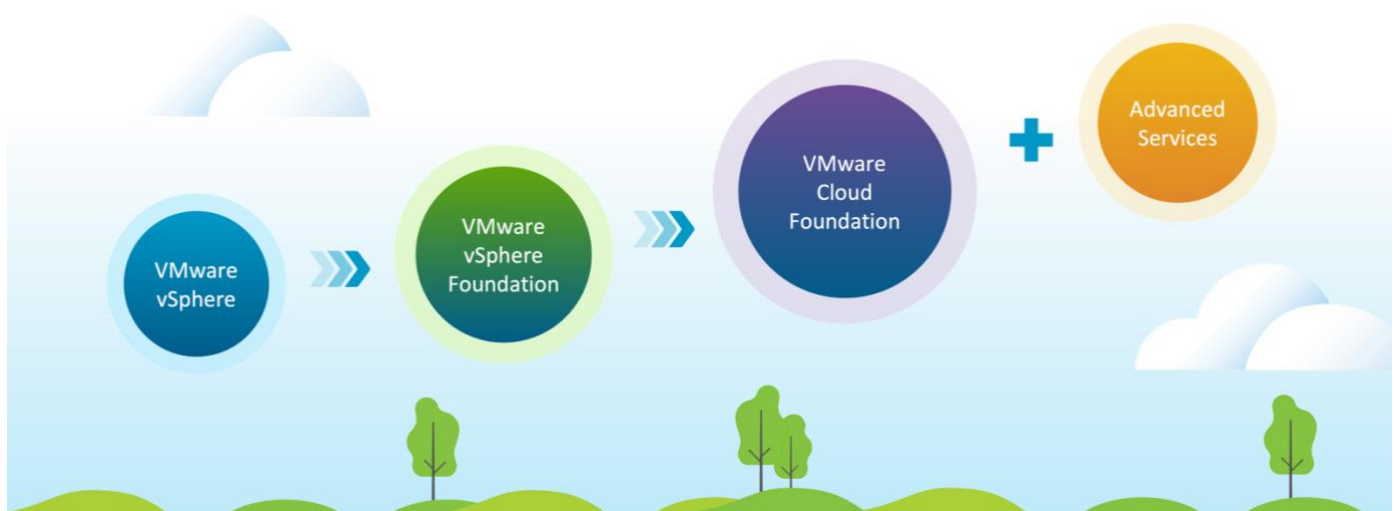 VMware
vSphere
VMware
vSphere
Foundation
VMware
Cloud
Foundation
Advanced
Services